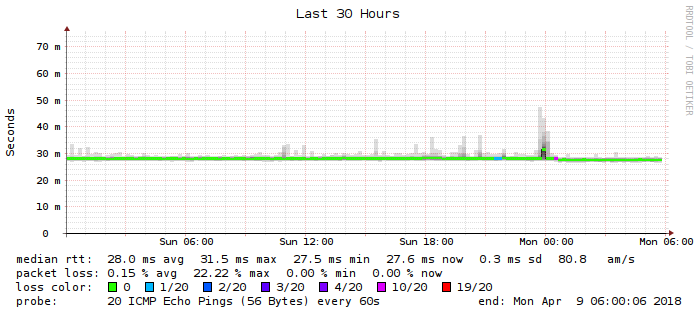 Last 30 Hours
RRDTOOL / TOBI OETIKER
Seconds
70 m
60 m
50 m
40 m
30 m
20 m
10 m
0
Sun 06:00 Sun 12:00 Sun 18:00 Mon 00:00 Mon 06:00
median rtt: 28.0 ms avg 31.5 ms max 27.5 ms min 27.6 ms now 0.3 ms sd 80.8 am/s
packet loss: 0.15 % avg 22.22 % max 0.00 % min 0.00 % now
loss color: 0 1/20 2/20 3/20 4/20 10/20 19/20
probe: 20 ICMP Echo Pings (56 Bytes) every 60s end: Mon Apr 9 06:00:06 2018